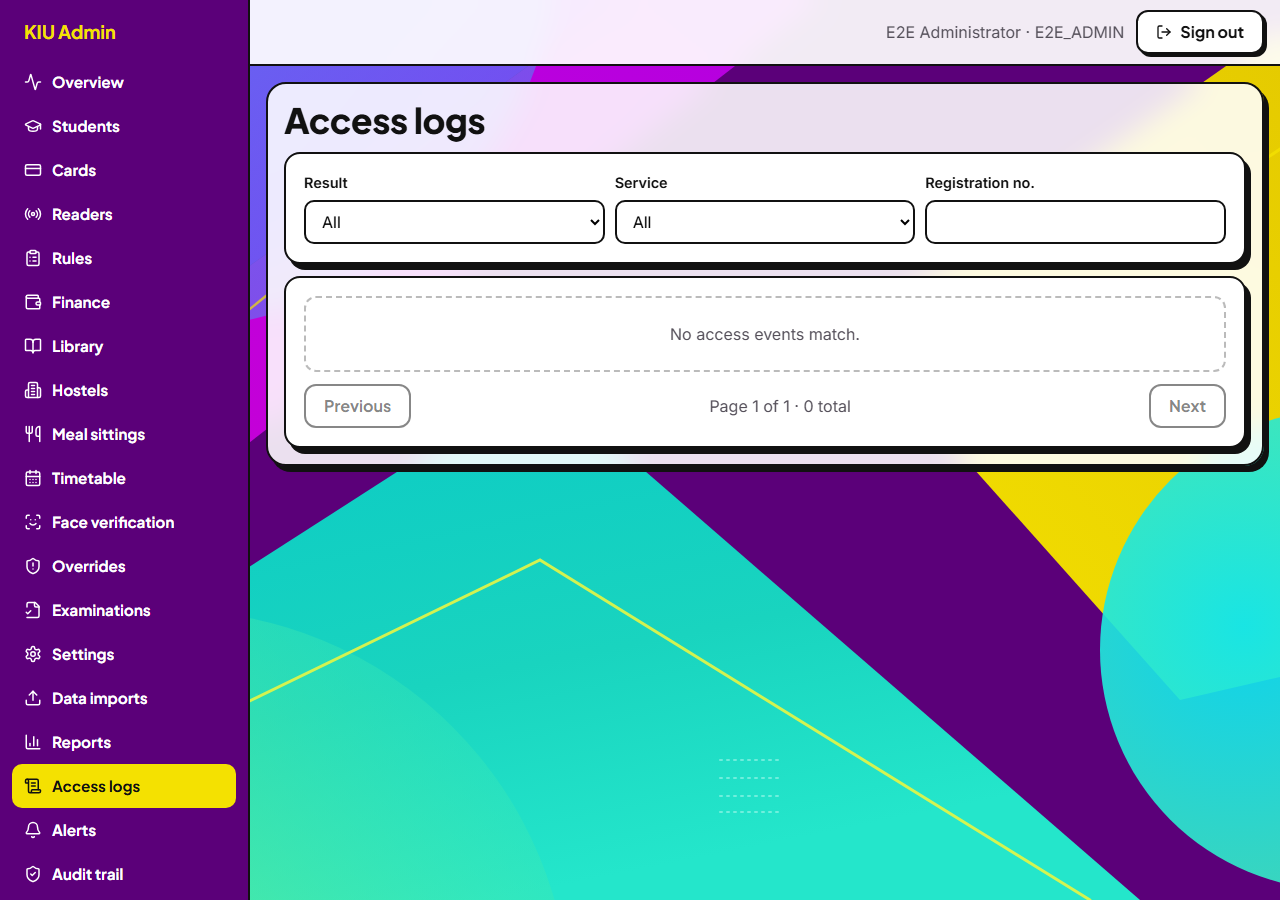 KIU Admin
Overview
Students
Cards
Readers
Rules
Finance
Library
Hostels
Meal sittings
Timetable
Face verification
Overrides
Examinations
Settings
Data imports
Reports
Access logs
Alerts
Audit trail
E2E Administrator · E2E_ADMIN
Sign out
Access logs
Result
Service
Registration no.
All
All
No access events match.
Previous
Page 1 of 1 · 0 total
Next